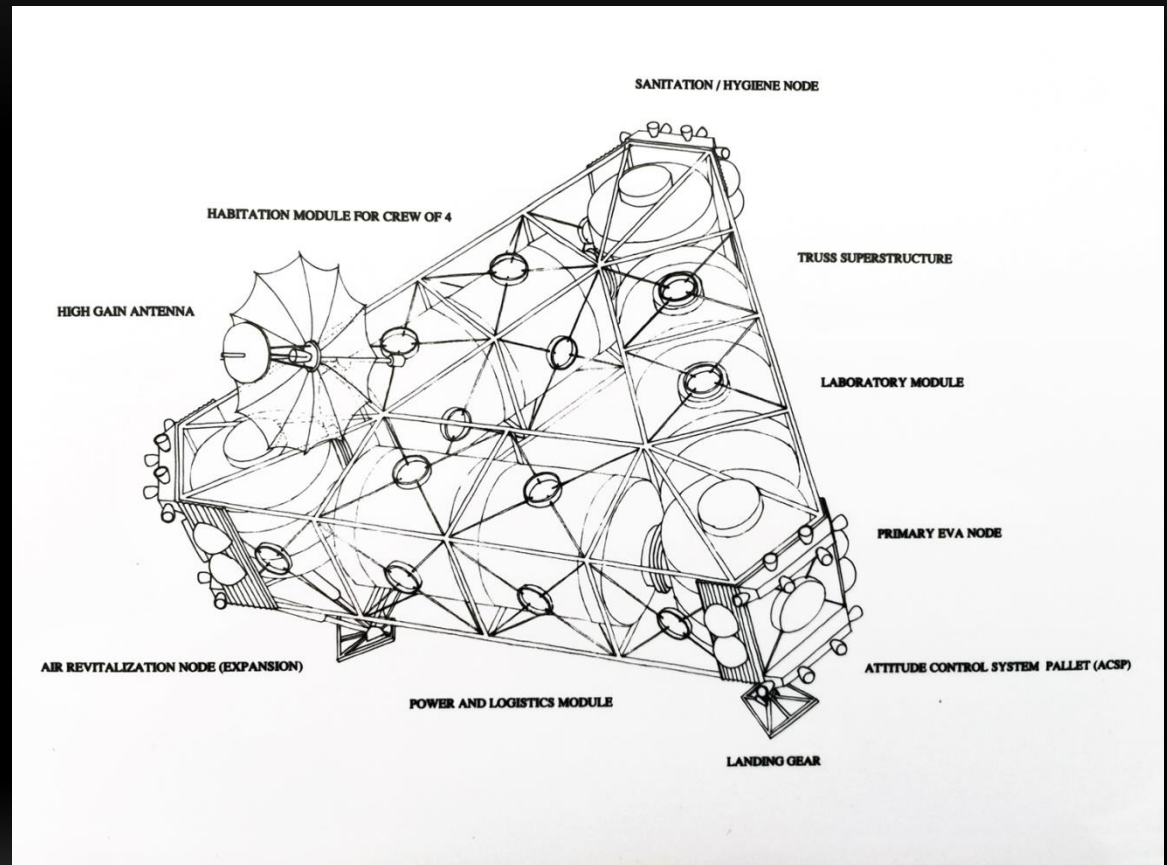 SANITATION / HYGIENE NODE
HABITATION MODULE FOR CREW OF 4
TRUSS SUPERSTRUCTURE
HIGH GAIN ANTENNA
LABORATORY MODULE
PRIMARY EVA NODE
AIR REVITALIZATION NODE (EXPANSION)
ATTITUDE CONTROL SYSTEM PALLET (ACSP)
POWER AND LOGISTICS MODULE
LANDING GEAR